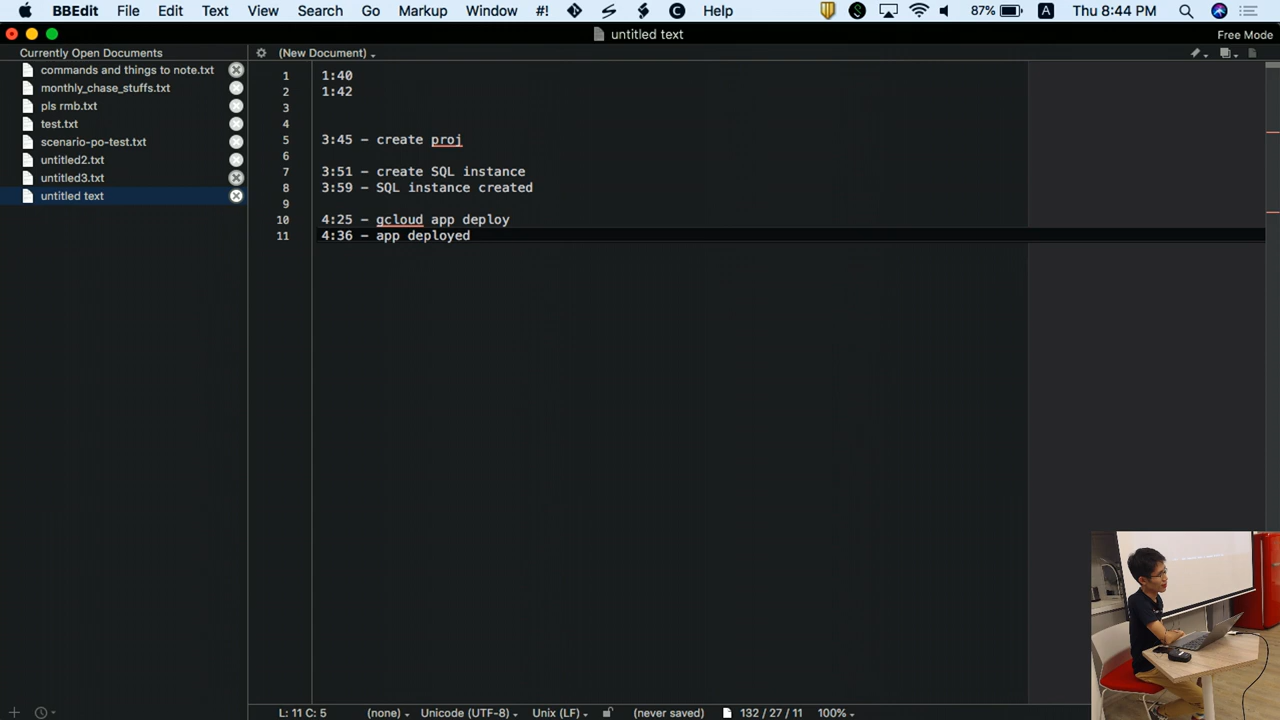 BBEdit File Edit Text View Search Go Markup Window #! Help 87% A Thu 8:44 PM
untitled text Free Mode
Currently Open Documents (New Document)
commands and things to note.txt
monthly_chase_stuffs.txt
pls rmb.txt
test.txt
scenario-po-test.txt
untitled2.txt
untitled3.txt
untitled text
1 1:40
2 1:42
3
4
5 3:45 - create proj
6
7 3:51 - create SQL instance
8 3:59 - SQL instance created
9
10 4:25 - gcloud app deploy
11 4:36 - app deployed
L: 11 C: 5 (none) Unicode (UTF-8) Unix (LF) (never saved) 132 / 27 / 11 100%